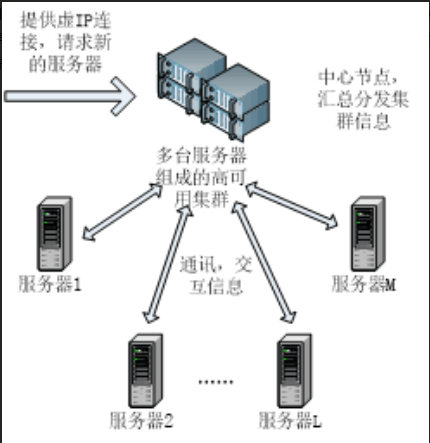 提供虚IP连
接，请求新
的服务器
中心节点，
汇总分发集
群信息
多台服务器
组成的高可
用集群
服务器1
通讯，交
互信息
服务器M
······
服务器2
服务器L